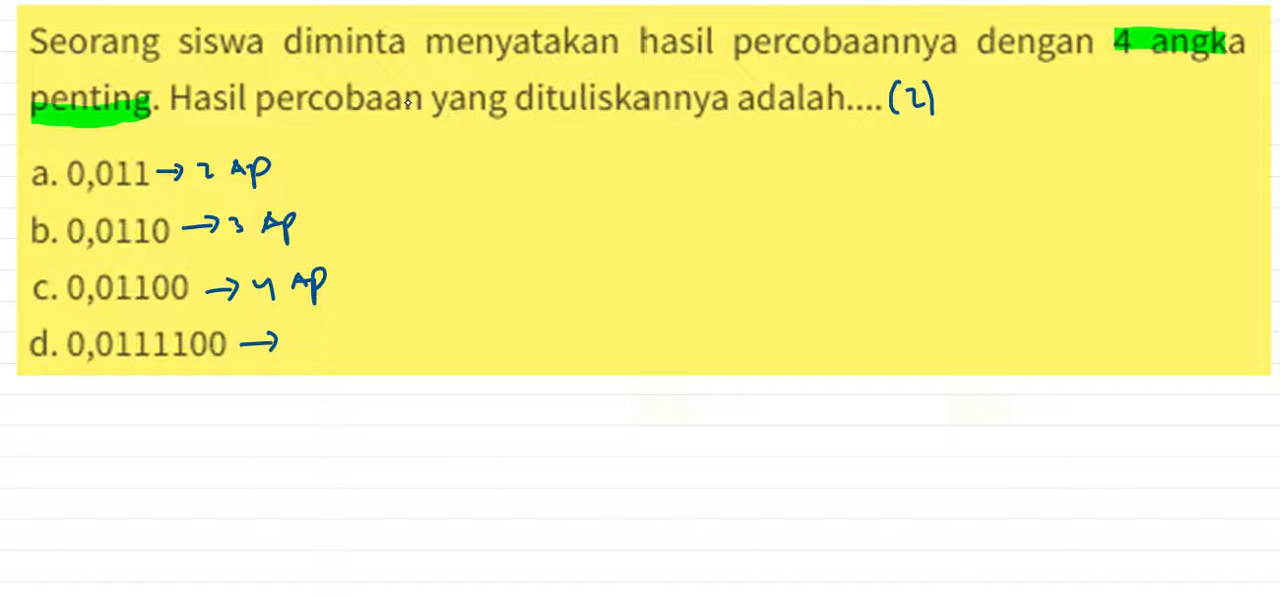 Seorang siswa diminta menyatakan hasil percobaannya dengan 4 angka
penting. Hasil percobaan yang dituliskannya adalah.... (2)
a. 0,011 → 2 AP
b. 0,0110 → 3 AP
c. 0,01100 → 4 AP
d. 0,0111100 →